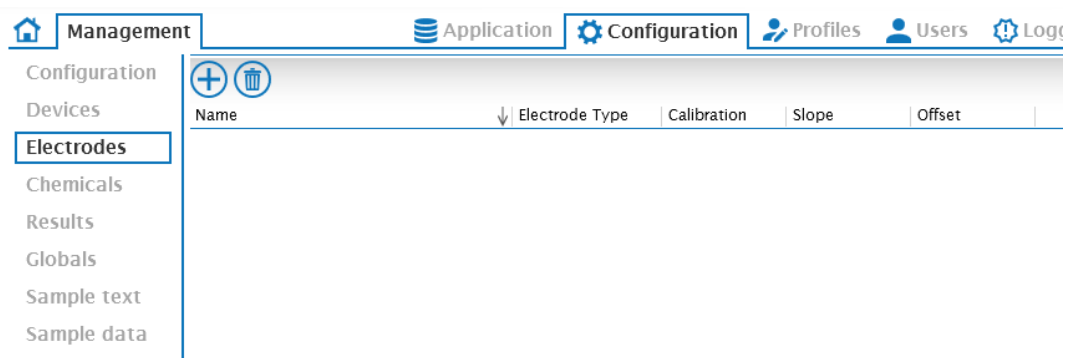 Management Application Configuration Profiles Users Logg
Configuration
Devices
Name Electrode Type Calibration Slope Offset
Electrodes
Chemicals
Results
Globals
Sample text
Sample data